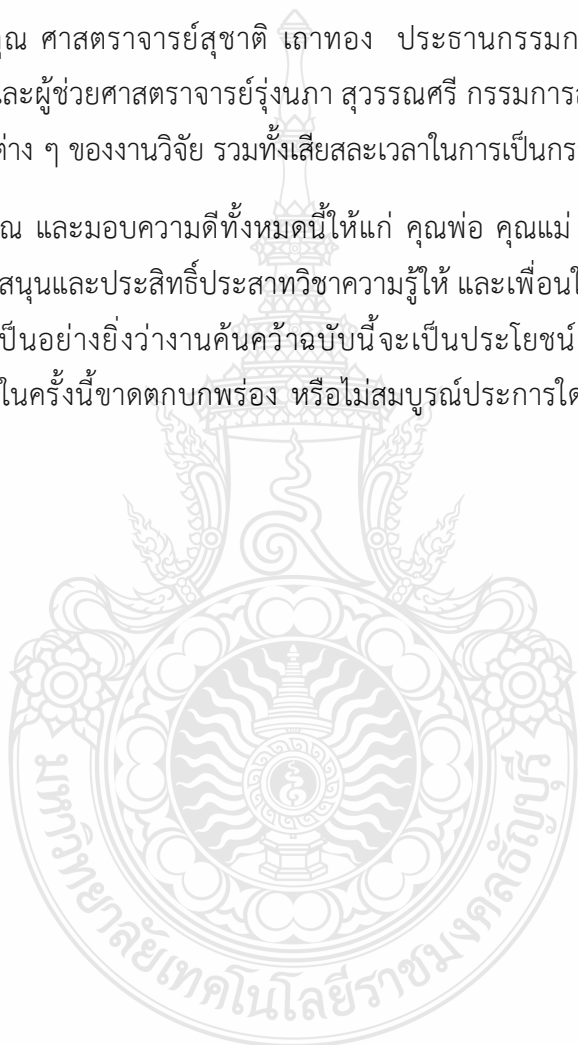 ุณ ศาสตราจารย์สุชาติ เถาทอง ประธานกรรมก
และผู้ช่วยศาสตราจารย์รุ่งนภา สุวรรณศรี กรรมการส
ต่าง ๆ ของงานวิจัย รวมทั้งเสียสละเวลาในการเป็นกร
ณ และมอบความดีทั้งหมดนี้ให้แก่ คุณพ่อ คุณแม่
สนุนและประสิทธิ์ประสาทวิชาความรู้ให้ และเพื่อนใ
ป็นอย่างยิ่งว่างานค้นคว้าฉบับนี้จะเป็นประโยชน์
ในครั้งนี้ขาดตกบกพร่อง หรือไม่สมบูรณ์ประการใด
มหาวิทยาลัยเทคโนโลยีราชมงคลธัญบุรี